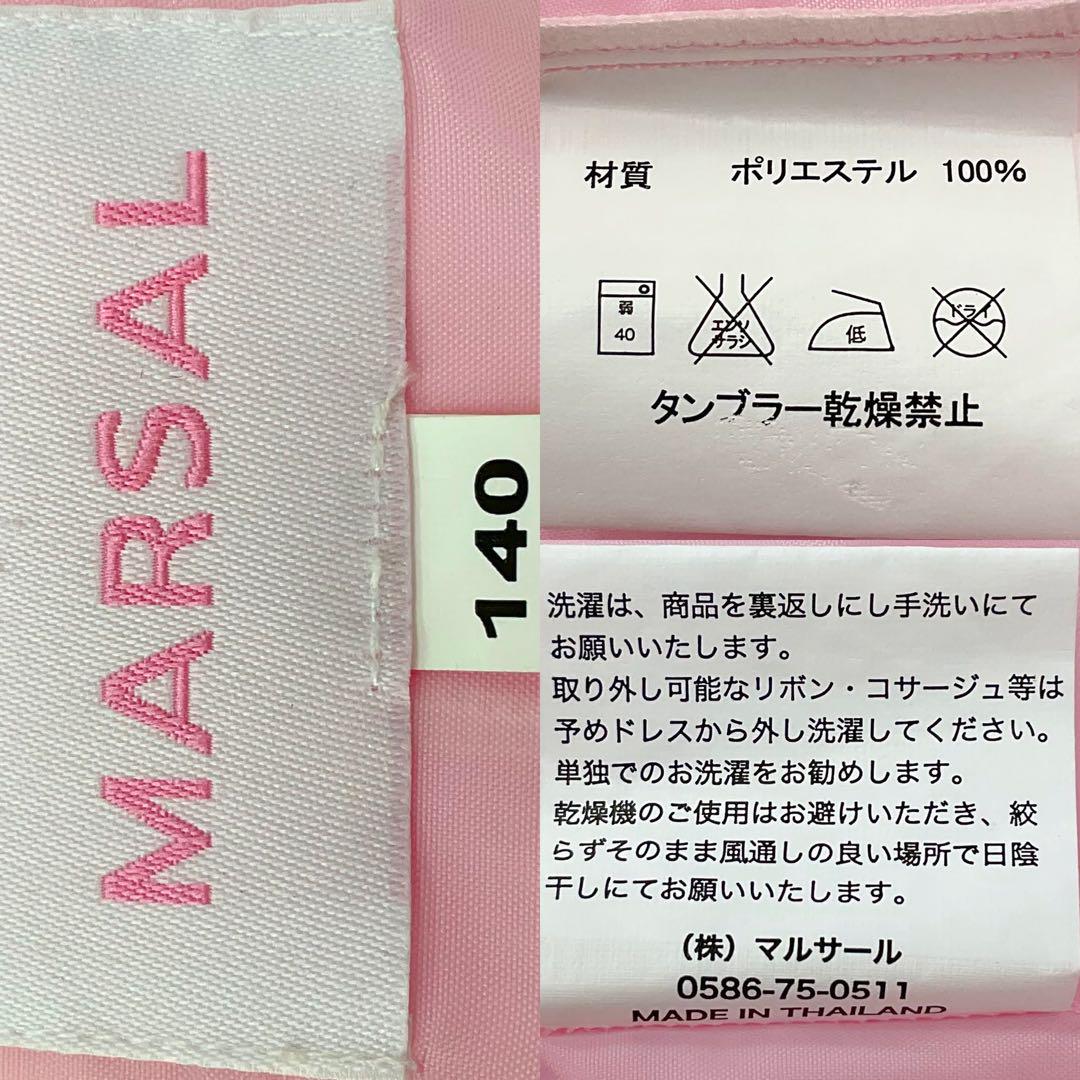 MARSAL
140
材質 ポリエステル 100%
弱
40
エンソ
サラシ
低
ドライ
タンブラー乾燥禁止
洗濯は、商品を裏返しにし手洗いにて
お願いいたします。
取り外し可能なリボン・コサージュ等は
予めドレスから外し洗濯してください。
単独でのお洗濯をお勧めします。
乾燥機のご使用はお避けいただき、絞
らずそのまま風通しの良い場所で日陰
干しにてお願いいたします。
(株) マルサール
0586-75-0511
MADE IN THAILAND